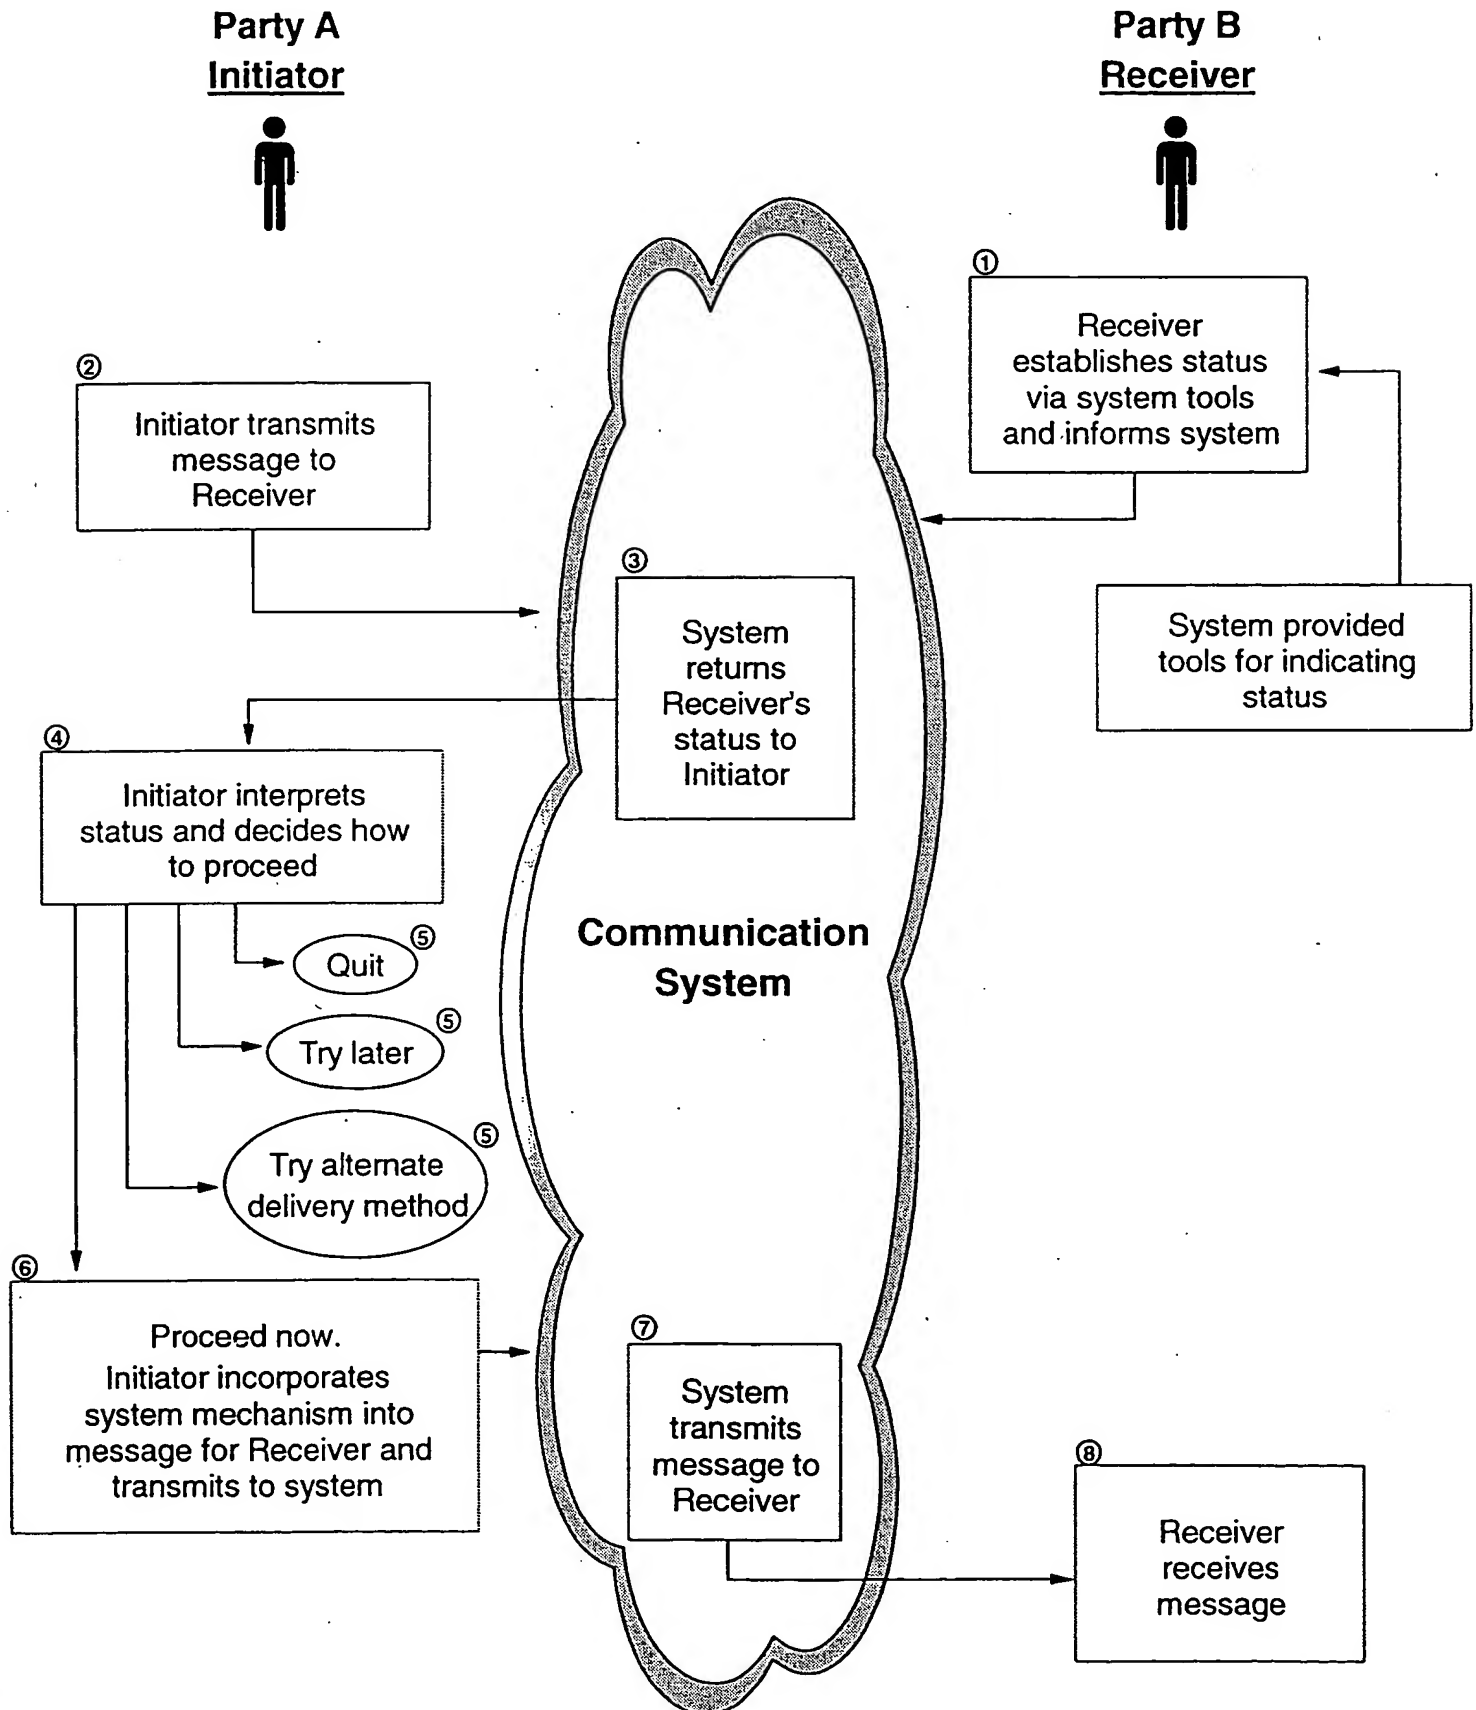 Party A
Initiator
Party B
Receiver
①
Receiver
establishes status
via system tools
and informs system
②
Initiator transmits
message to
Receiver
③
System
returns
Receiver's
status to
Initiator
System provided
tools for indicating
status
④
Initiator interprets
status and decides how
to proceed
Communication
System
⑤
Quit
⑤
Try later
⑤
Try alternate
delivery method
⑥
Proceed now.
Initiator incorporates
system mechanism into
message for Receiver and
transmits to system
⑦
System
transmits
message to
Receiver
⑧
Receiver
receives
message